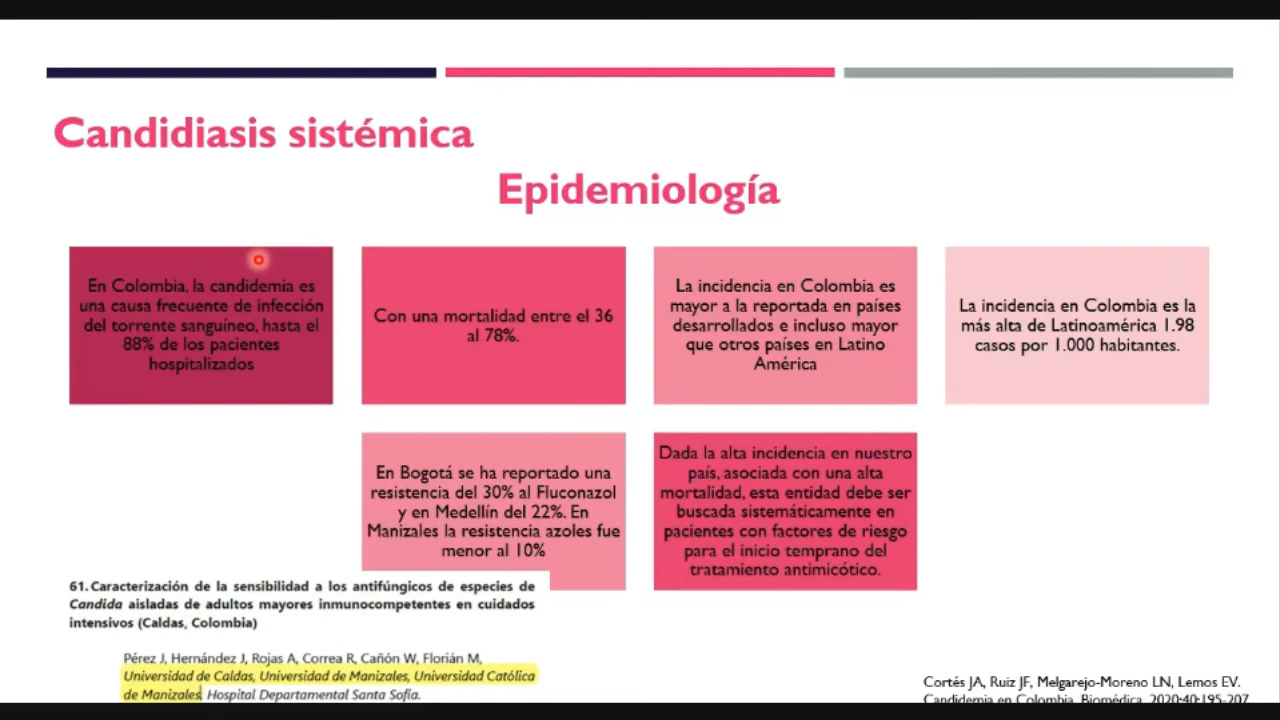 Candidiasis sistémica
Epidemiología
En Colombia, la candidemia es
una causa frecuente de infección
del torrente sanguíneo, hasta el
88% de los pacientes
hospitalizados
Con una mortalidad entre el 36
al 78%.
La incidencia en Colombia es
mayor a la reportada en países
desarrollados e incluso mayor
que otros países en Latino
América
La incidencia en Colombia es la
más alta de Latinoamérica 1.98
casos por 1.000 habitantes.
En Bogotá se ha reportado una
resistencia del 30% al Fluconazol
y en Medellín del 22%. En
Manizales la resistencia azoles fue
menor al 10%
Dada la alta incidencia en nuestro
país, asociada con una alta
mortalidad, esta entidad debe ser
buscada sistemáticamente en
pacientes con factores de riesgo
para el inicio temprano del
tratamiento antimicótico.
61. Caracterización de la sensibilidad a los antifúngicos de especies de
Candida aisladas de adultos mayores inmunocompetentes en cuidados
intensivos (Caldas, Colombia)
Pérez J, Hernández J, Rojas A, Correa R, Cañón W, Florián M,
Universidad de Caldas, Universidad de Manizales, Universidad Católica
de Manizales, Hospital Departamental Santa Sofía.
Cortés JA, Ruiz JF, Melgarejo-Moreno LN, Lemos EV.
Candidemia en Colombia. Biomédica. 2020;40:195-207